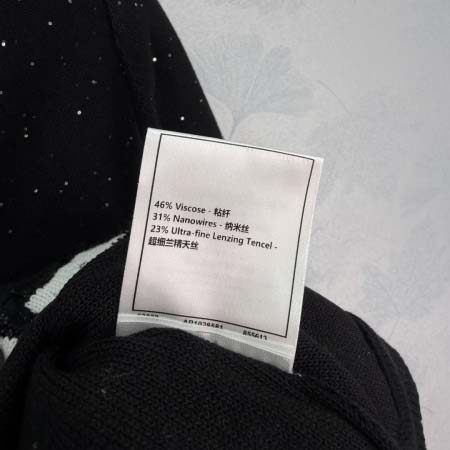 46% Viscose - 粘纤
31% Nanowires - 纳米丝
23% Ultra-fine Lenzing Tencel -
超细兰精天丝